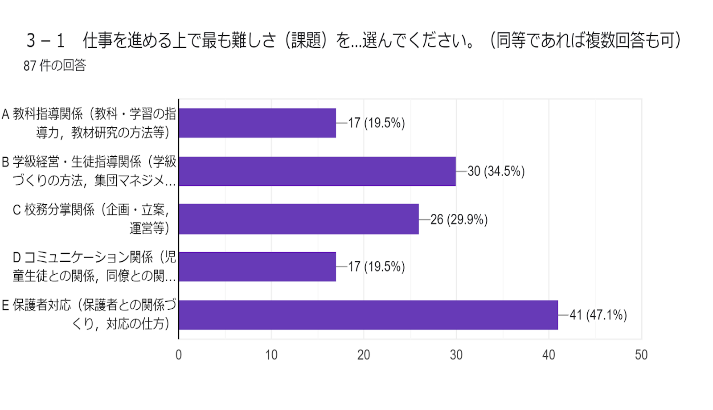 ３－１　仕事を進める上で最も難しさ（課題）を...選んでください。（同等であれば複数回答も可）
87 件の回答
A 教科指導関係（教科・学習の指
導力，教材研究の方法等）
17 (19.5%)
B 学級経営・生徒指導関係（学級
づくりの方法，集団マネジメ...
30 (34.5%)
C 校務分掌関係（企画・立案，
運営等）
26 (29.9%)
D コミュニケーション関係（児
童生徒との関係，同僚との関...
17 (19.5%)
E 保護者対応（保護者との関係づ
くり，対応の仕方）
41 (47.1%)
0 10 20 30 40 50